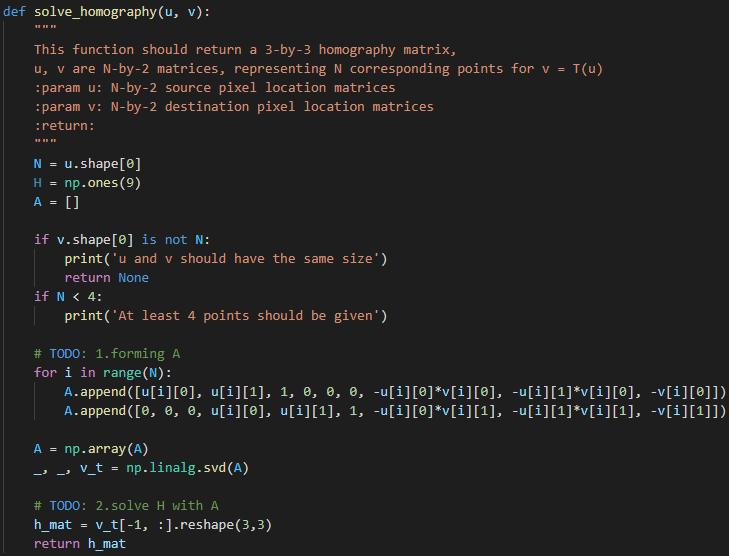 def solve_homography(u, v):
    """
    This function should return a 3-by-3 homography matrix,
    u, v are N-by-2 matrices, representing N corresponding points for v = T(u)
    :param u: N-by-2 source pixel location matrices
    :param v: N-by-2 destination pixel location matrices
    :return:
    """
    N = u.shape[0]
    H = np.ones(9)
    A = []

    if v.shape[0] is not N:
        print('u and v should have the same size')
        return None
    if N < 4:
        print('At least 4 points should be given')

    # TODO: 1.forming A
    for i in range(N):
        A.append([u[i][0], u[i][1], 1, 0, 0, 0, -u[i][0]*v[i][0], -u[i][1]*v[i][0], -v[i][0]])
        A.append([0, 0, 0, u[i][0], u[i][1], 1, -u[i][0]*v[i][1], -u[i][1]*v[i][1], -v[i][1]])

    A = np.array(A)
    _, _, v_t = np.linalg.svd(A)

    # TODO: 2.solve H with A
    h_mat = v_t[-1, :].reshape(3,3)
    return h_mat